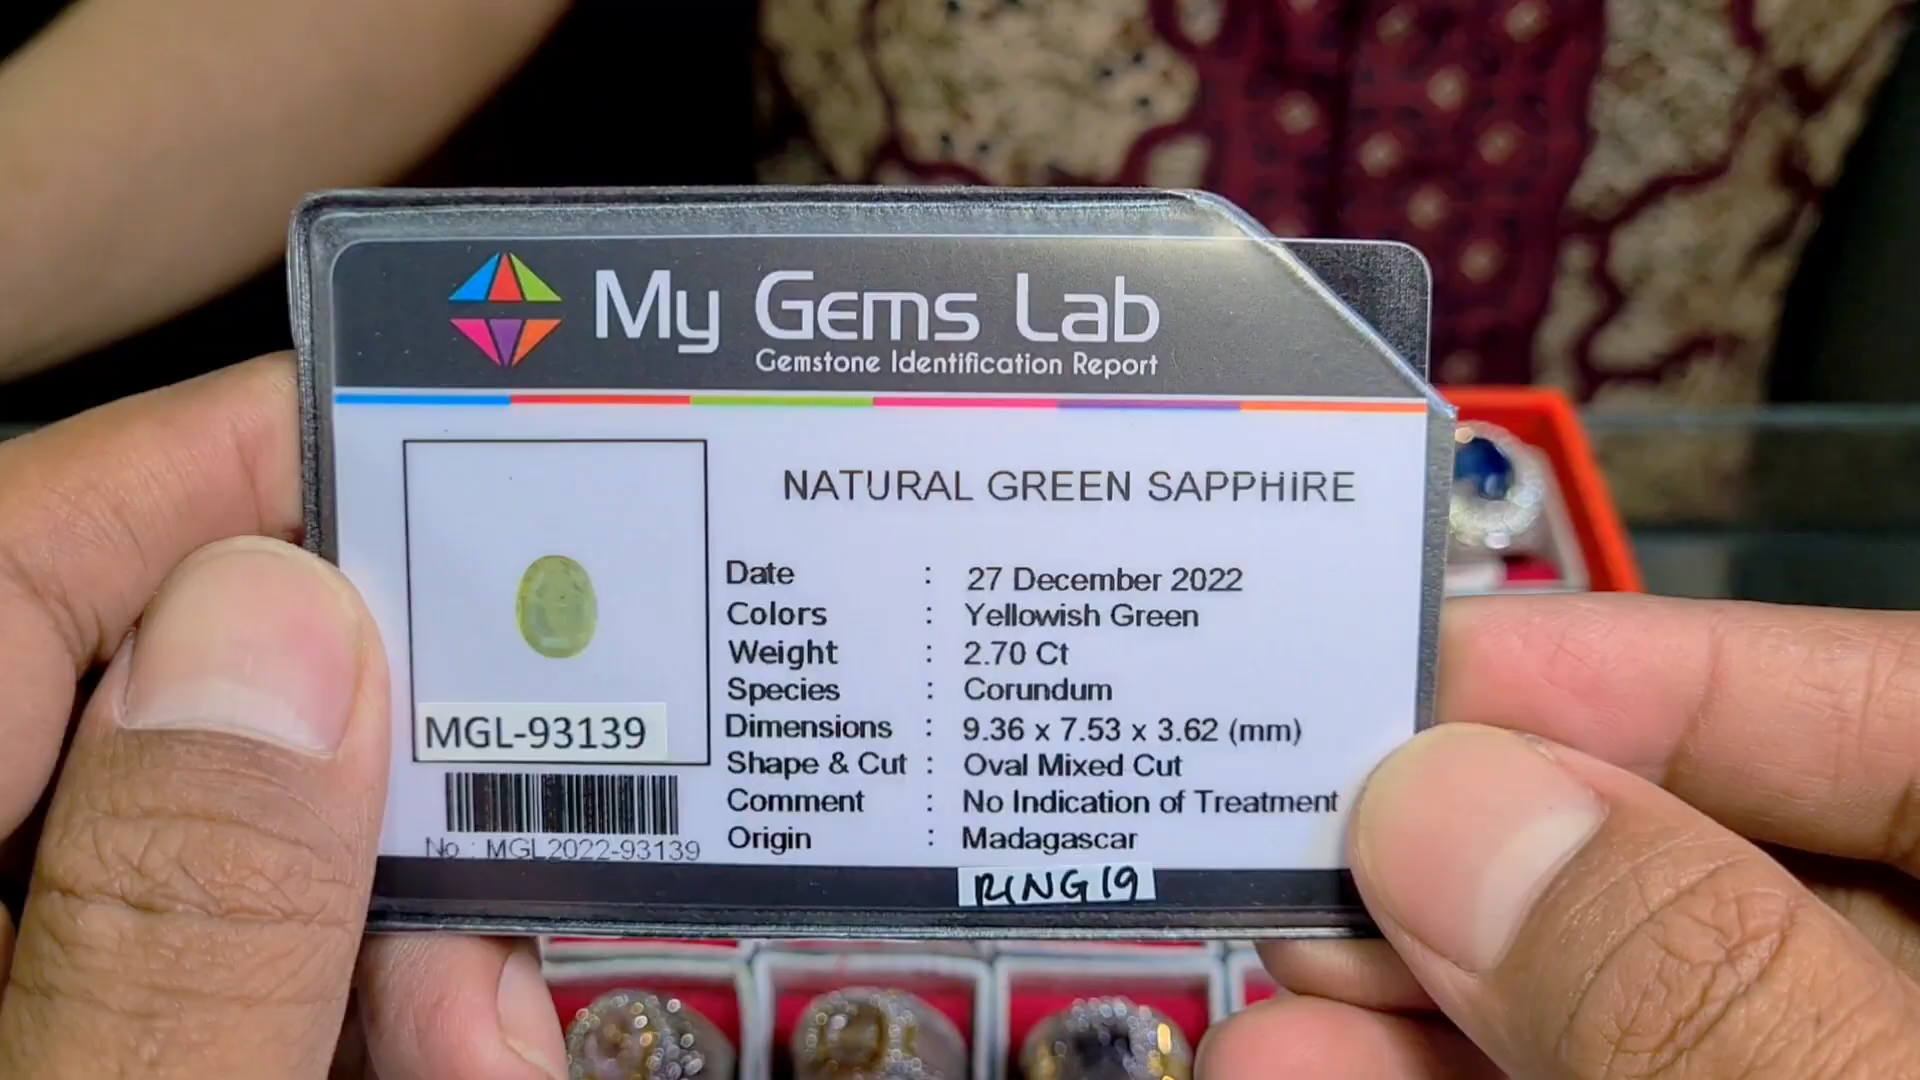 My Gems Lab
Gemstone Identification Report
NATURAL GREEN SAPPHIRE
Date : 27 December 2022
Colors : Yellowish Green
Weight : 2.70 Ct
Species : Corundum
Dimensions : 9.36 x 7.53 x 3.62 (mm)
Shape & Cut : Oval Mixed Cut
Comment : No Indication of Treatment
Origin : Madagascar
MGL-93139
No : MGL2022-93139
RING 19